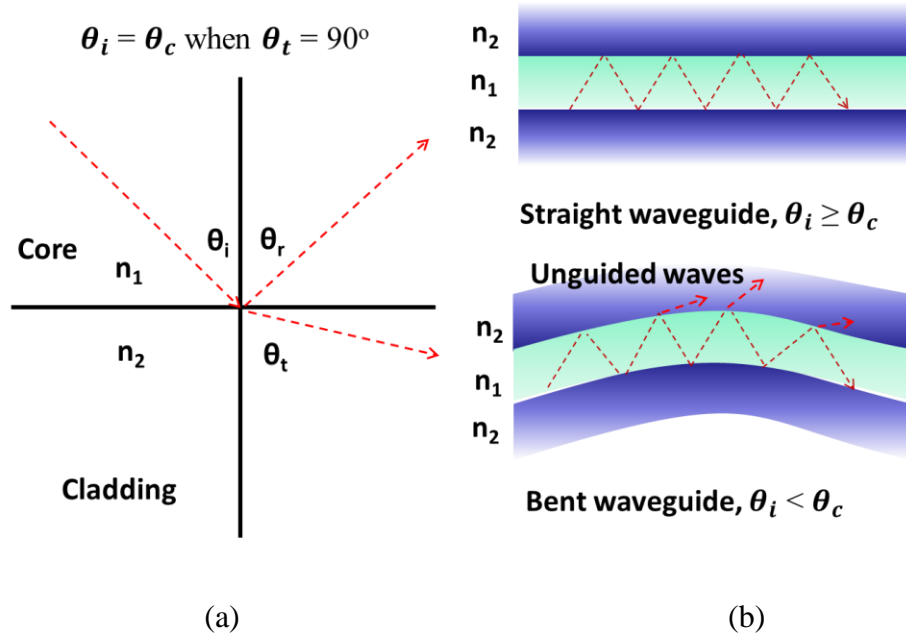 θi = θc when θt = 90o
Core
n1
θi
θr
n2
θt
Cladding
(a)
n2
n1
n2
Straight waveguide, θi ≥ θc
Unguided waves
n2
n1
n2
Bent waveguide, θi < θc
(b)